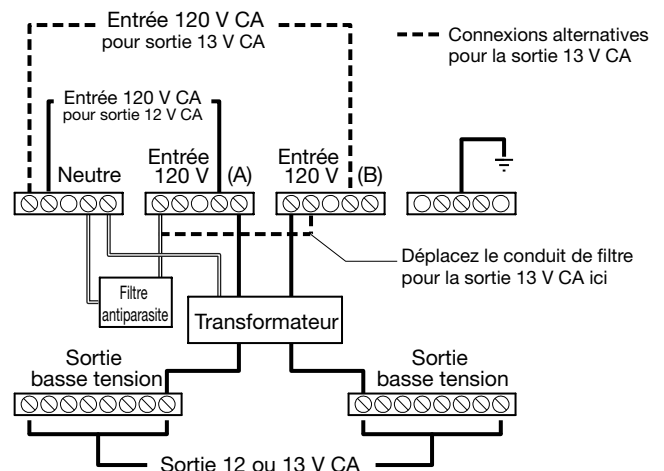 Entrée 120 V CA
pour sortie 13 V CA
Connexions alternatives
pour la sortie 13 V CA
Entrée 120 V CA
pour sortie 12 V CA
Neutre
Entrée
120 V (A)
Entrée
120 V (B)
Déplacez le conduit de filtre
pour la sortie 13 V CA ici
Filtre
antiparasite
Transformateur
Sortie
basse tension
Sortie
basse tension
Sortie 12 ou 13 V CA